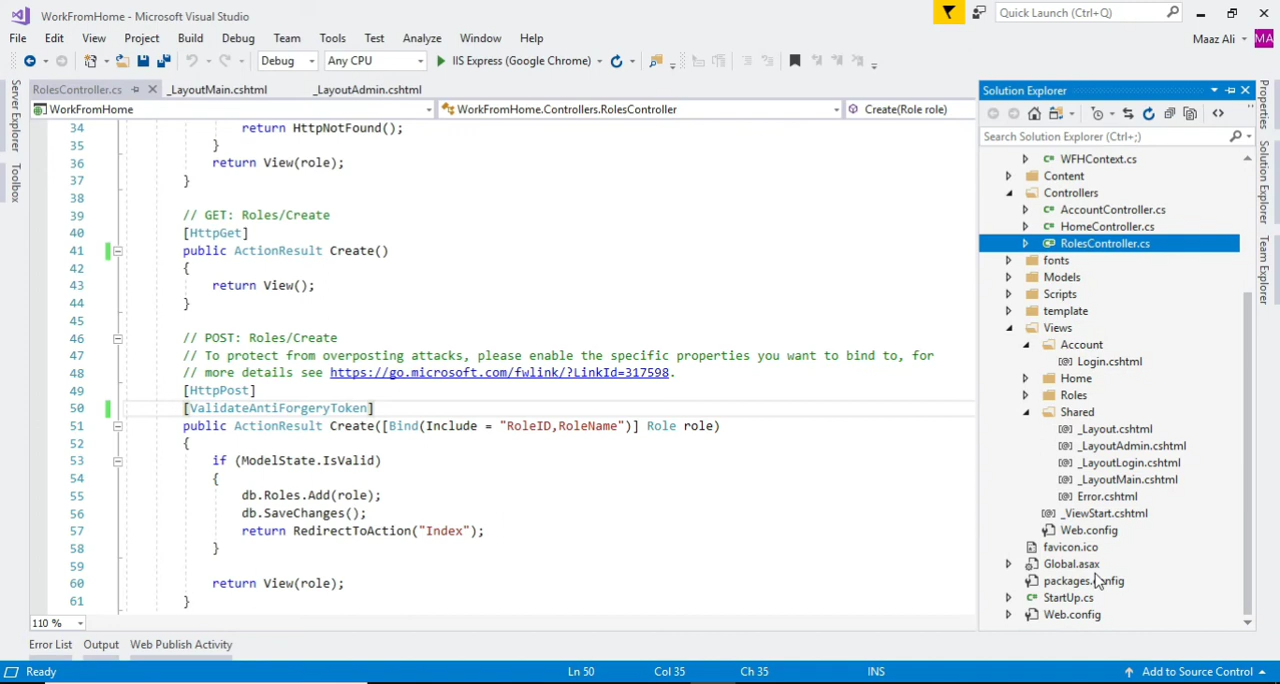 WorkFromHome - Microsoft Visual Studio
Quick Launch (Ctrl+Q)
File Edit View Project Build Debug Team Tools Test Analyze Window Help
Maaz Ali MA
Debug Any CPU IIS Express (Google Chrome)
RolesController.cs _LayoutMain.cshtml _LayoutAdmin.cshtml
WorkFromHome WorkFromHome.Controllers.RolesController Create(Role role)
Server Explorer
Toolbox
34 return HttpNotFound();
35 }
36 return View(role);
37 }
38
39 // GET: Roles/Create
40 [HttpGet]
41 public ActionResult Create()
42 {
43 return View();
44 }
45
46 // POST: Roles/Create
47 // To protect from overposting attacks, please enable the specific properties you want to bind to, for
48 // more details see https://go.microsoft.com/fwlink/?LinkId=317598.
49 [HttpPost]
50 [ValidateAntiForgeryToken]
51 public ActionResult Create([Bind(Include = "RoleID,RoleName")] Role role)
52 {
53 if (ModelState.IsValid)
54 {
55 db.Roles.Add(role);
56 db.SaveChanges();
57 return RedirectToAction("Index");
58 }
59
60 return View(role);
61 }
110 %
Solution Explorer
Search Solution Explorer (Ctrl+;)
WFHContext.cs
Content
Controllers
AccountController.cs
HomeController.cs
RolesController.cs
fonts
Models
Scripts
template
Views
Account
Login.cshtml
Home
Roles
Shared
_Layout.cshtml
_LayoutAdmin.cshtml
_LayoutLogin.cshtml
_LayoutMain.cshtml
Error.cshtml
_ViewStart.cshtml
Web.config
favicon.ico
Global.asax
packages.config
StartUp.cs
Web.config
Properties
Solution Explorer
Team Explorer
Error List Output Web Publish Activity
Ready Ln 50 Col 35 Ch 35 INS Add to Source Control